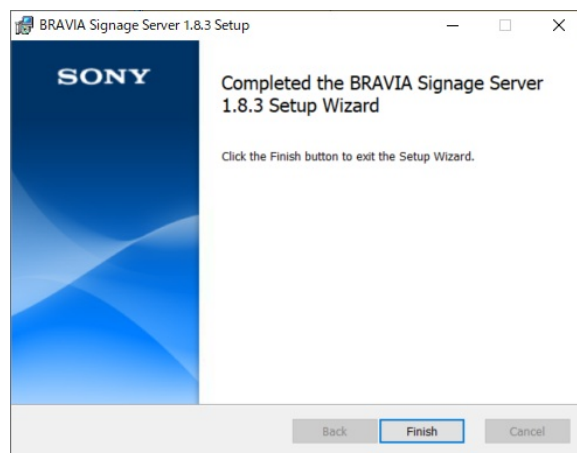 BRAVIA Signage Server 1.8.3 Setup
SONY
Completed the BRAVIA Signage Server
1.8.3 Setup Wizard
Click the Finish button to exit the Setup Wizard.
Back Finish Cancel